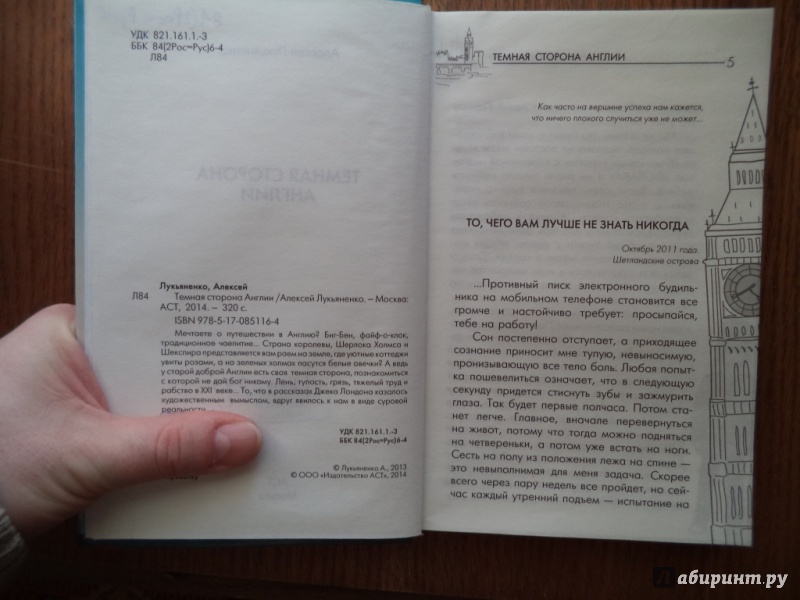 УДК 821.161.1.-3
ББК 84(2Рос=Рус)6-4
Л84
ТЕМНАЯ СТОРОНА
АНГЛИИ
Лукьяненко, Алексей
Л84 Темная сторона Англии /Алексей Лукьяненко. – Москва:
АСТ, 2014. – 320 с.
ISBN 978-5-17-085116-4
Мечтаете о путешествии в Англию? Биг-Бен, файф-о-клок,
традиционное чаепитие... Страна королевы, Шерлока Холмса и
Шекспира представляется вам раем на земле, где уютные коттеджи
увиты розами, а на зеленых холмах пасутся белые овечки? А ведь
у старой доброй Англии есть своя темная сторона, познакомиться
с которой не дай бог никому. Лень, тупость, грязь, тяжелый труд и
рабство в XXI веке... То, что в рассказах Джека Лондона казалось
художественным вымыслом, вдруг явилось к нам в виде суровой
реальности
УДК 821.161.1.-3
ББК 84(2Рос=Рус)6-4
© Лукьяненко А., 2013
© ООО «Издательство АСТ», 2014
ТЕМНАЯ СТОРОНА АНГЛИИ 5
Как часто на вершине успеха нам кажется,
что ничего плохого случиться уже не может...
ТО, ЧЕГО ВАМ ЛУЧШЕ НЕ ЗНАТЬ НИКОГДА
Октябрь 2011 года.
Шетландские острова
...Противный писк электронного будиль-
ника на мобильном телефоне становится все
громче и настойчиво требует: просыпайся,
тебе на работу!
Сон постепенно отступает, а приходящее
сознание приносит мне тупую, невыносимую,
пронизывающую все тело боль. Любая попыт-
ка пошевелиться означает, что в следующую
секунду придется стиснуть зубы и зажмурить
глаза. Так будет первые полчаса. Потом ста-
нет легче. Главное, вначале перевернуться
на живот, потому что тогда можно подняться
на четвереньки, а потом уже встать на ноги.
Сесть на полу из положения лежа на спине —
это невыполнимая для меня задача. Скорее
всего через пару недель все пройдет, но сей-
час каждый утренний подъем — испытание на
Лабиринт.ру